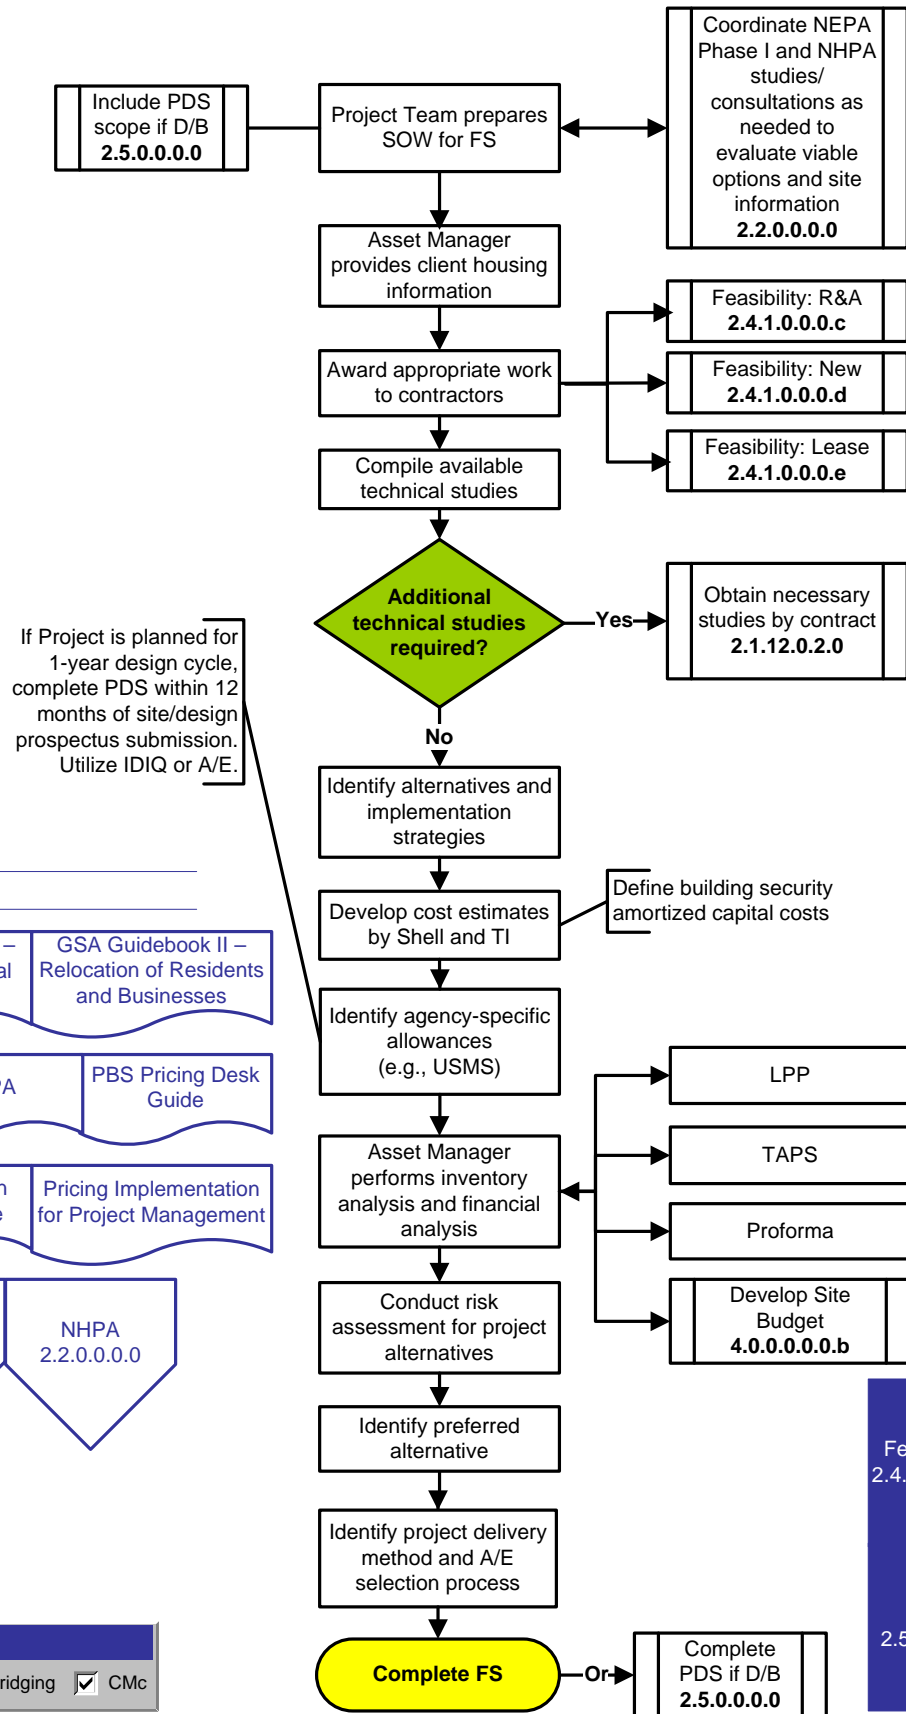 Coordinate NEPA
Phase I and NHPA
studies/
consultations as
needed to
evaluate viable
options and site
information
2.2.0.0.0.0
Include PDS
scope if D/B
2.5.0.0.0.0
Project Team prepares
SOW for FS
Asset Manager
provides client housing
information
Feasibility: R&A
2.4.1.0.0.0.c
Award appropriate work
to contractors
Feasibility: New
2.4.1.0.0.0.d
Feasibility: Lease
2.4.1.0.0.0.e
Compile available
technical studies
Additional
technical studies
required?
Yes
Obtain necessary
studies by contract
2.1.12.0.2.0
If Project is planned for
1-year design cycle,
complete PDS within 12
months of site/design
prospectus submission.
Utilize IDIQ or A/E.
No
Identify alternatives and
implementation
strategies
Develop cost estimates
by Shell and TI
Define building security
amortized capital costs
GSA Guidebook II –
Relocation of Residents
and Businesses
Identify agency-specific
allowances
(e.g., USMS)
PBS Pricing Desk
Guide
LPP
TAPS
Proforma
Develop Site
Budget
4.0.0.0.0.0.b
Asset Manager
performs inventory
analysis and financial
analysis
Pricing Implementation
for Project Management
NHPA
2.2.0.0.0.0
Conduct risk
assessment for project
alternatives
Identify preferred
alternative
Fe
2.4.
Identify project delivery
method and A/E
selection process
2.5
Complete FS
Or
Complete
PDS if D/B
2.5.0.0.0.0
ridging CMc